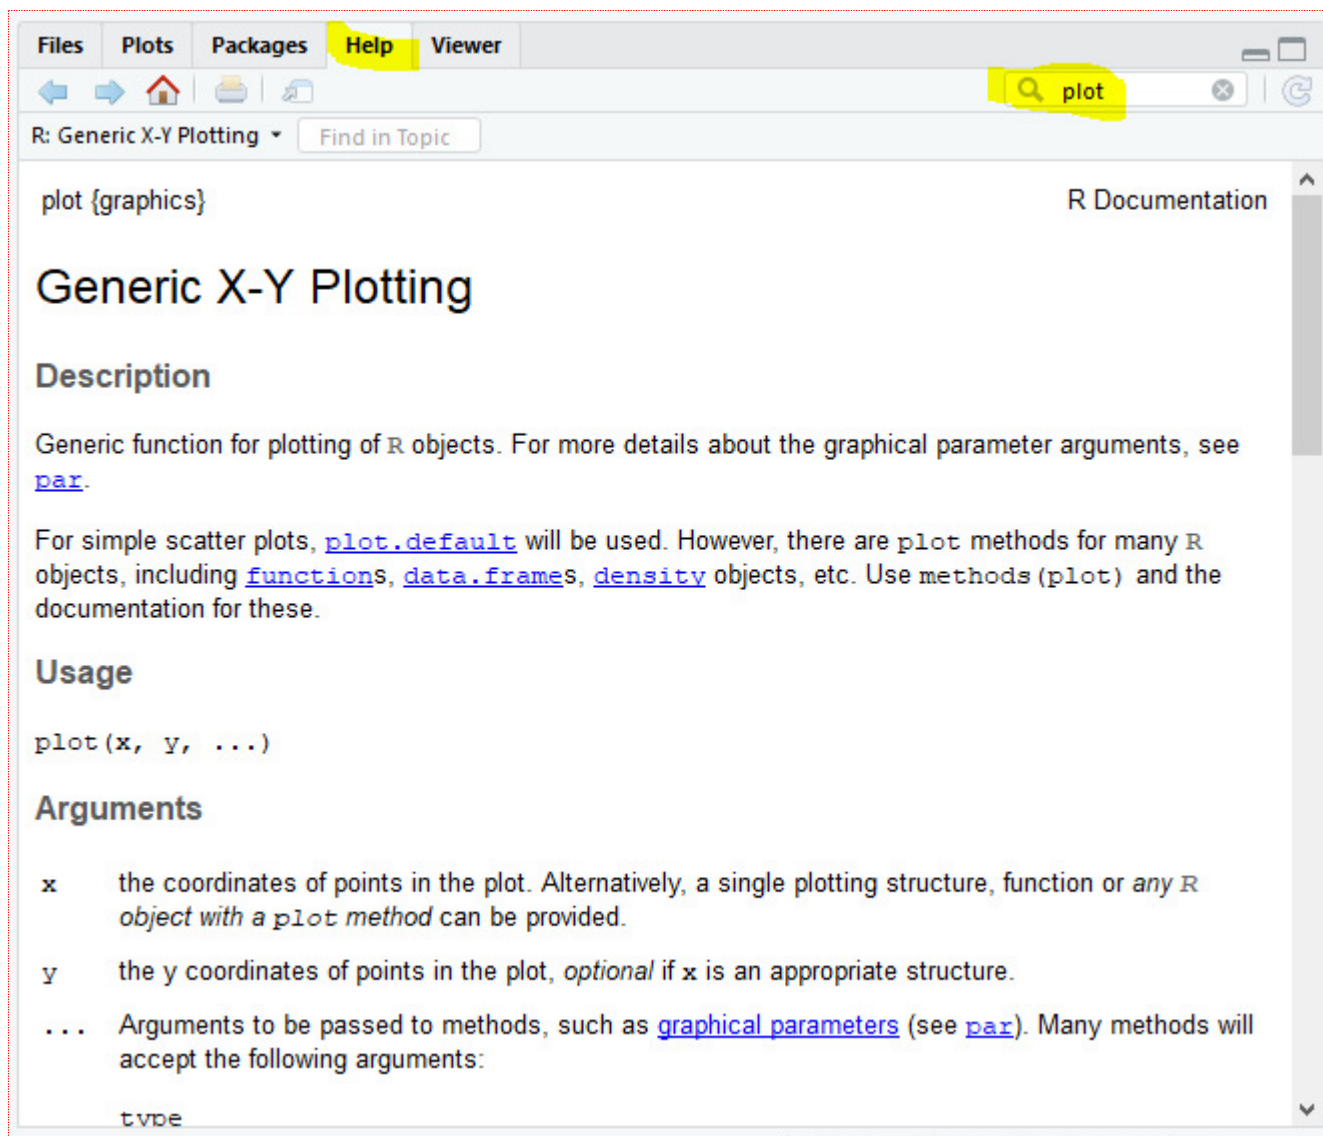 Files Plots Packages Help Viewer
plot
R: Generic X-Y Plotting Find in Topic
plot {graphics} R Documentation
Generic X-Y Plotting
Description
Generic function for plotting of R objects. For more details about the graphical parameter arguments, see
par.
For simple scatter plots, plot.default will be used. However, there are plot methods for many R
objects, including functions, data.frames, density objects, etc. Use methods(plot) and the
documentation for these.
Usage
plot(x, y, ...)
Arguments
x the coordinates of points in the plot. Alternatively, a single plotting structure, function or any R
object with a plot method can be provided.
y the y coordinates of points in the plot, optional if x is an appropriate structure.
... Arguments to be passed to methods, such as graphical parameters (see par). Many methods will
accept the following arguments:
type